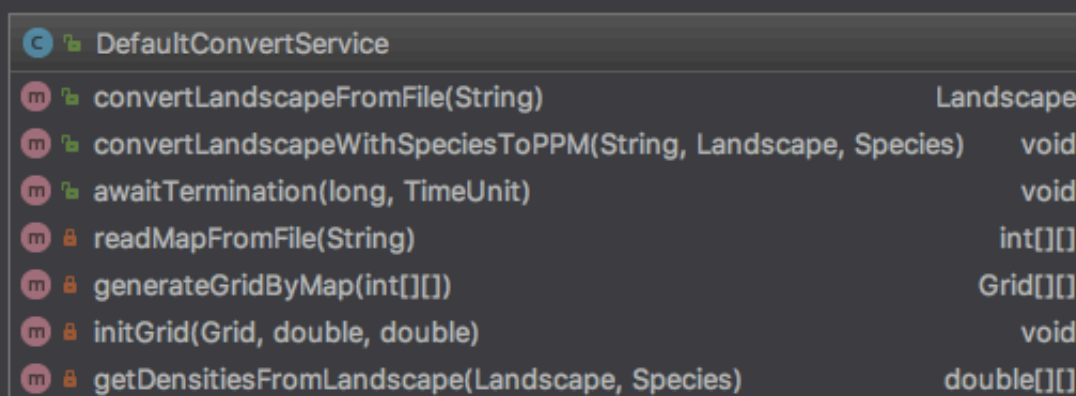 C DefaultConvertService
m convertLandscapeFromFile(String) Landscape
m convertLandscapeWithSpeciesToPPM(String, Landscape, Species) void
m awaitTermination(long, TimeUnit) void
m readMapFromFile(String) int[][]
m generateGridByMap(int[][]) Grid[][]
m initGrid(Grid, double, double) void
m getDensitiesFromLandscape(Landscape, Species) double[][]